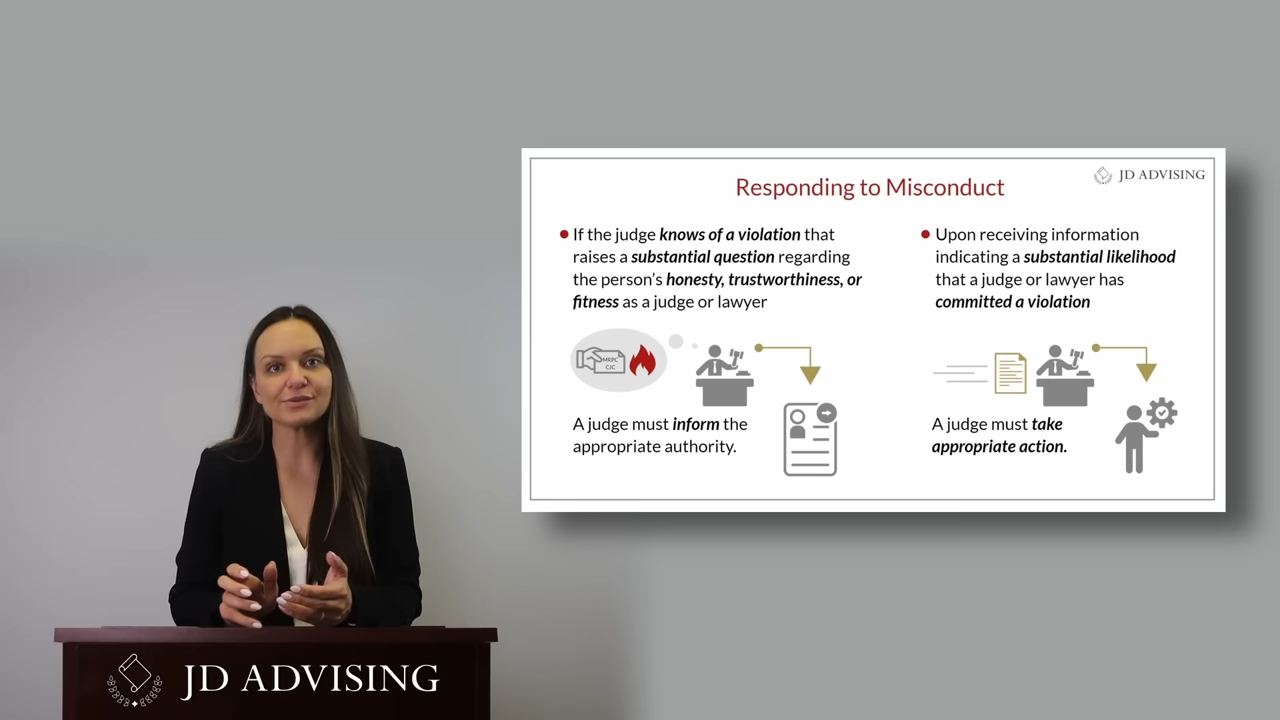 JD ADVISING
Responding to Misconduct
If the judge knows of a violation that
raises a substantial question regarding
the person's honesty, trustworthiness, or
fitness as a judge or lawyer
MRPC
CJC
A judge must inform the
appropriate authority.
Upon receiving information
indicating a substantial likelihood
that a judge or lawyer has
committed a violation
A judge must take
appropriate action.
JD ADVISING